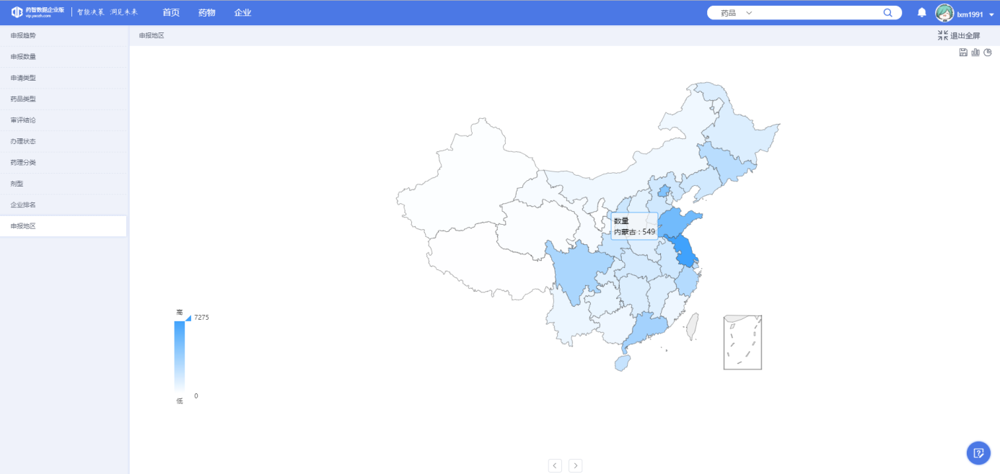 药智数据企业版
vip.yaozh.com
智能决策 洞见未来
首页
药物
企业
药品
lxm1991
申报趋势
申报数量
申请类型
药品类型
审评结论
办理状态
药理分类
剂型
企业排名
申报地区
申报地区
退出全屏
数量
内蒙古 : 549
高
7275
0
低